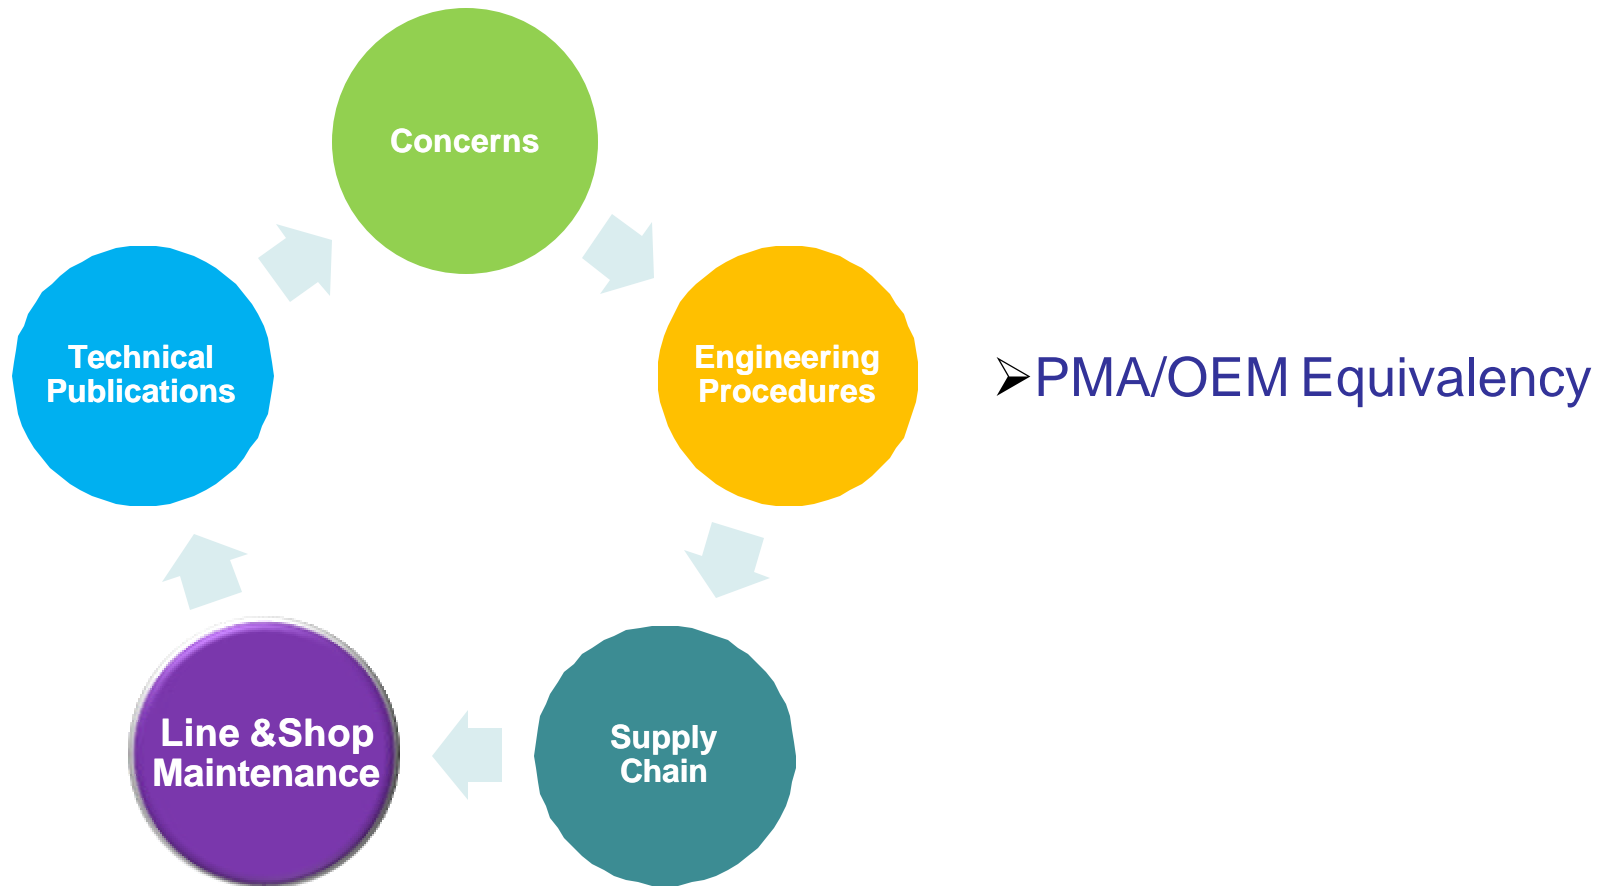 Concerns
Technical
Publications
Engineering
Procedures
➢PMA/OEM Equivalency
Line &Shop
Maintenance
Supply
Chain